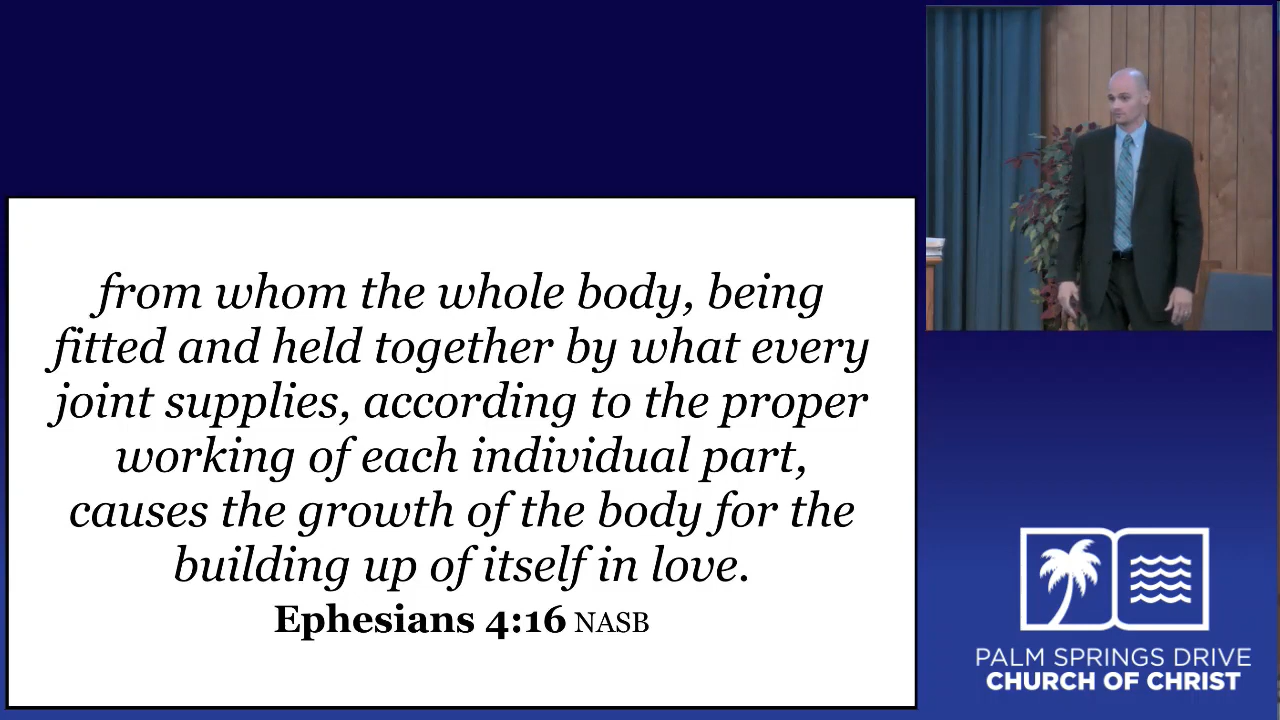 from whom the whole body, being
fitted and held together by what every
joint supplies, according to the proper
working of each individual part,
causes the growth of the body for the
building up of itself in love.
Ephesians 4:16 NASB
PALM SPRINGS DRIVE
CHURCH OF CHRIST